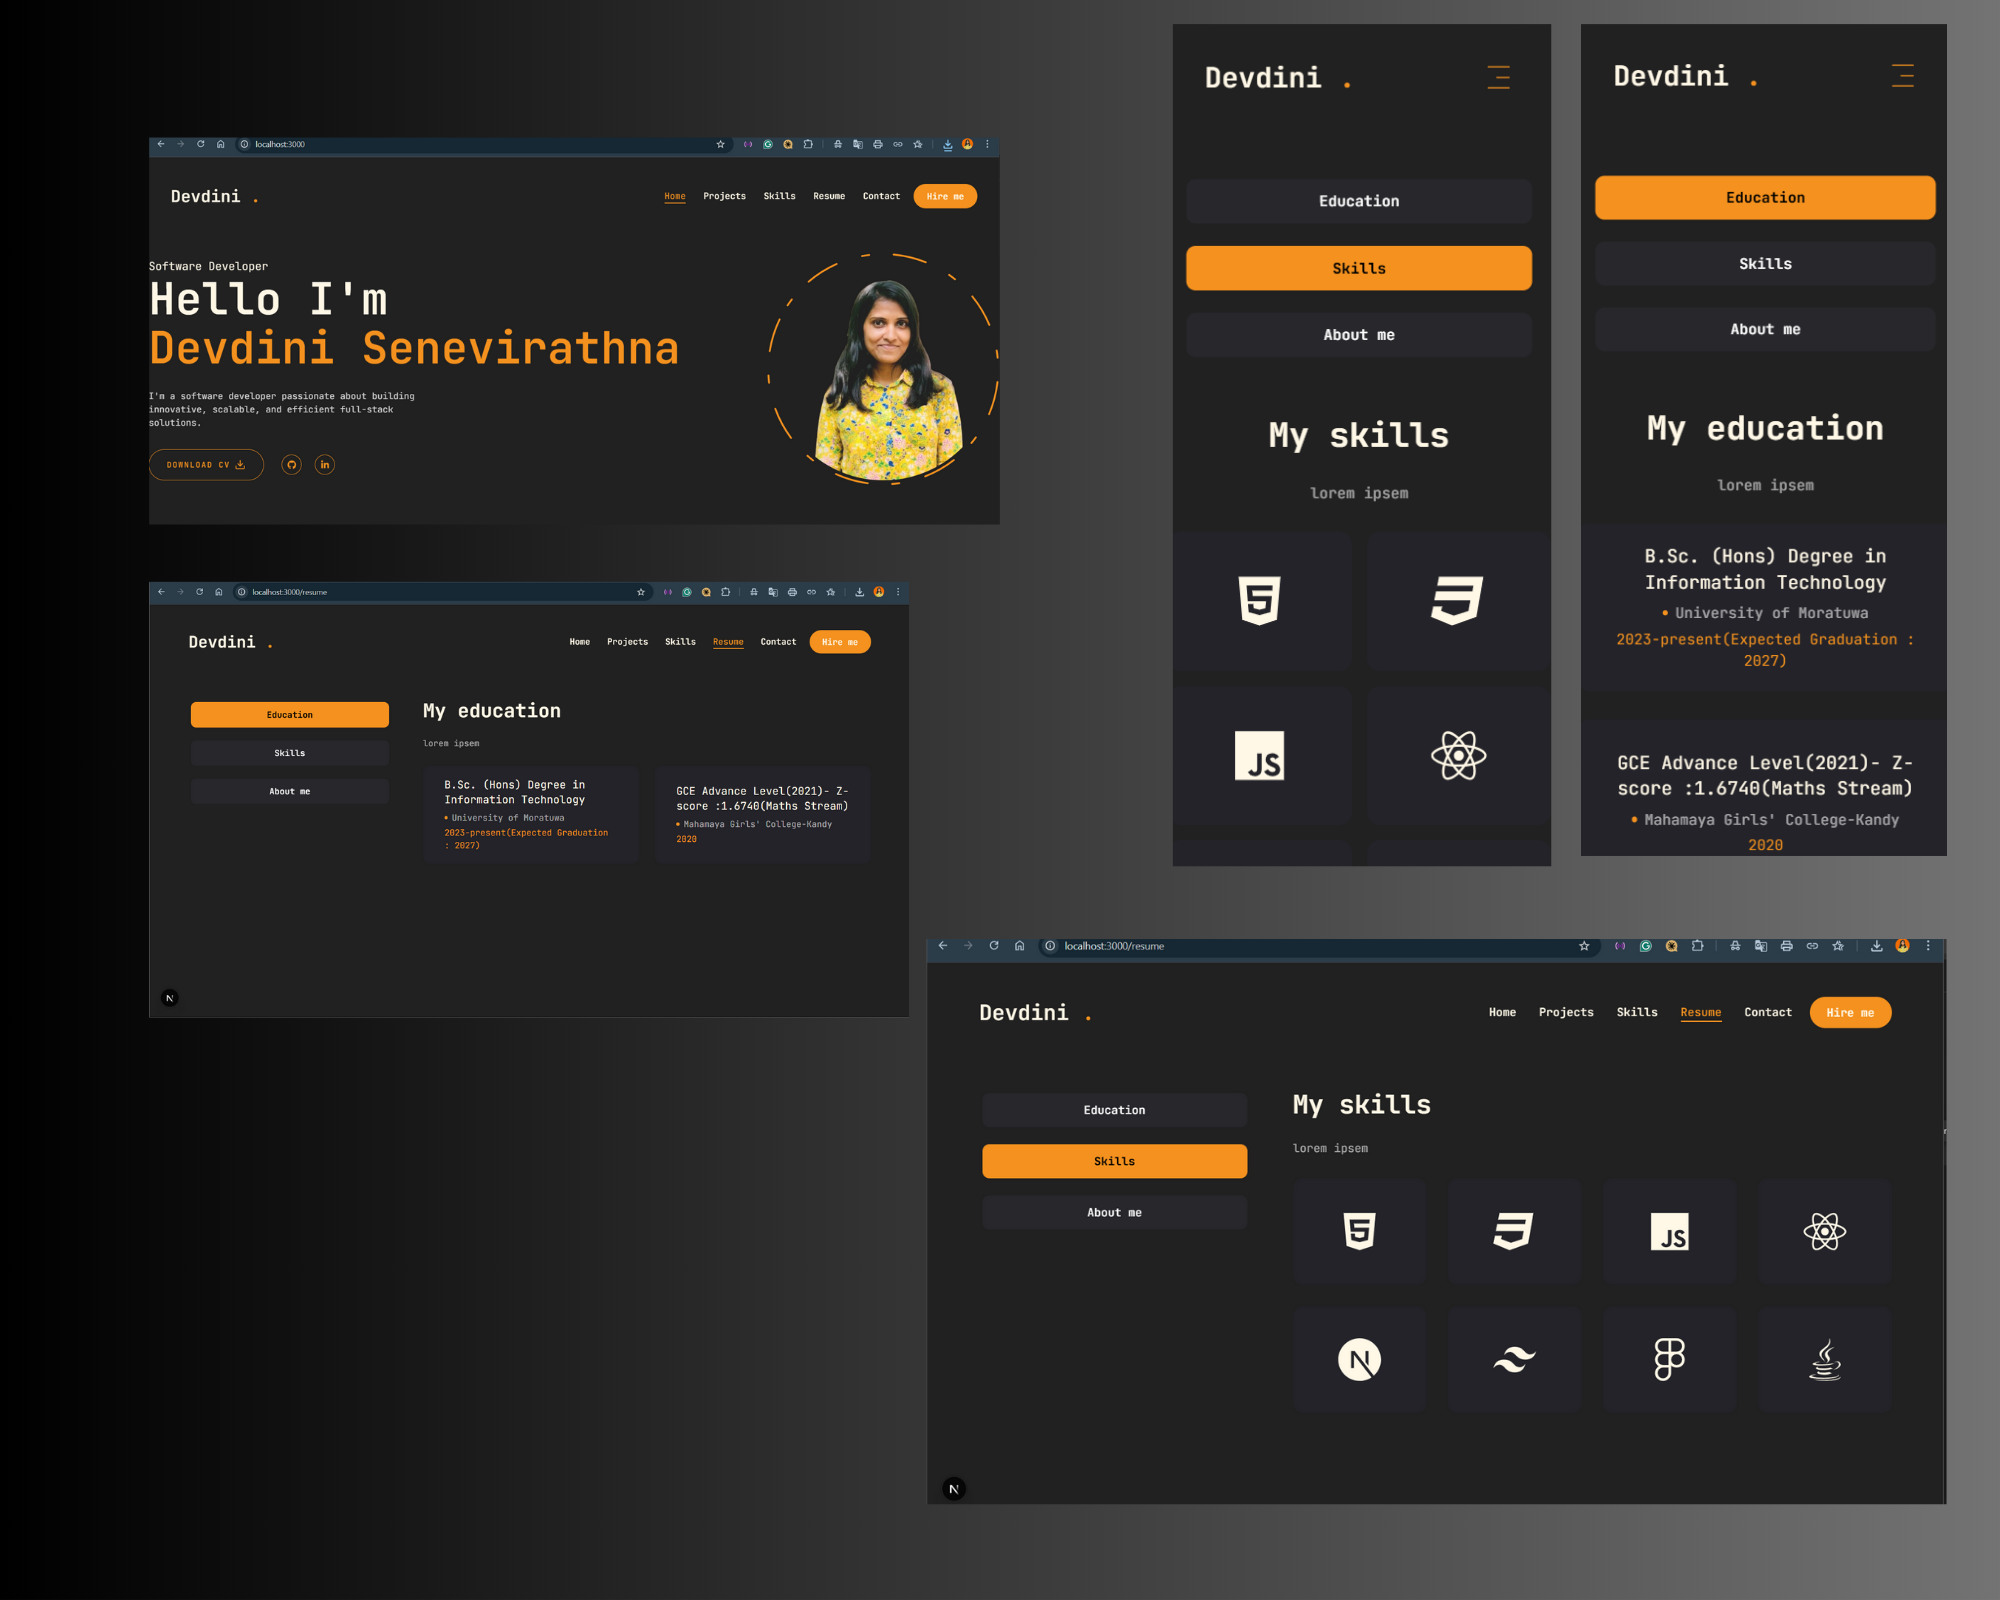 localhost:3000
Devdini .
Home Projects Skills Resume Contact Hire me
Software Developer
Hello I'm
Devdini Senevirathna
I'm a software developer passionate about building
innovative, scalable, and efficient full-stack
solutions.
DOWNLOAD CV
in
Devdini .
Education
Skills
About me
My skills
lorem ipsem
5
JS
Devdini .
Education
Skills
About me
My education
lorem ipsem
B.Sc. (Hons) Degree in
Information Technology
University of Moratuwa
2023-present(Expected Graduation :
2027)
GCE Advance Level(2021)- Z-
score :1.6740(Maths Stream)
Mahamaya Girls' College-Kandy
2020
localhost:3000/resume
Devdini .
Home Projects Skills Resume Contact Hire me
Education
Skills
About me
My education
lorem ipsem
B.Sc. (Hons) Degree in
Information Technology
University of Moratuwa
2023-present(Expected Graduation
: 2027)
GCE Advance Level(2021)- Z-
score :1.6740(Maths Stream)
Mahamaya Girls' College-Kandy
2020
N
localhost:3000/resume
Devdini .
Home Projects Skills Resume Contact Hire me
Education
Skills
About me
My skills
lorem ipsem
5
JS
N
N